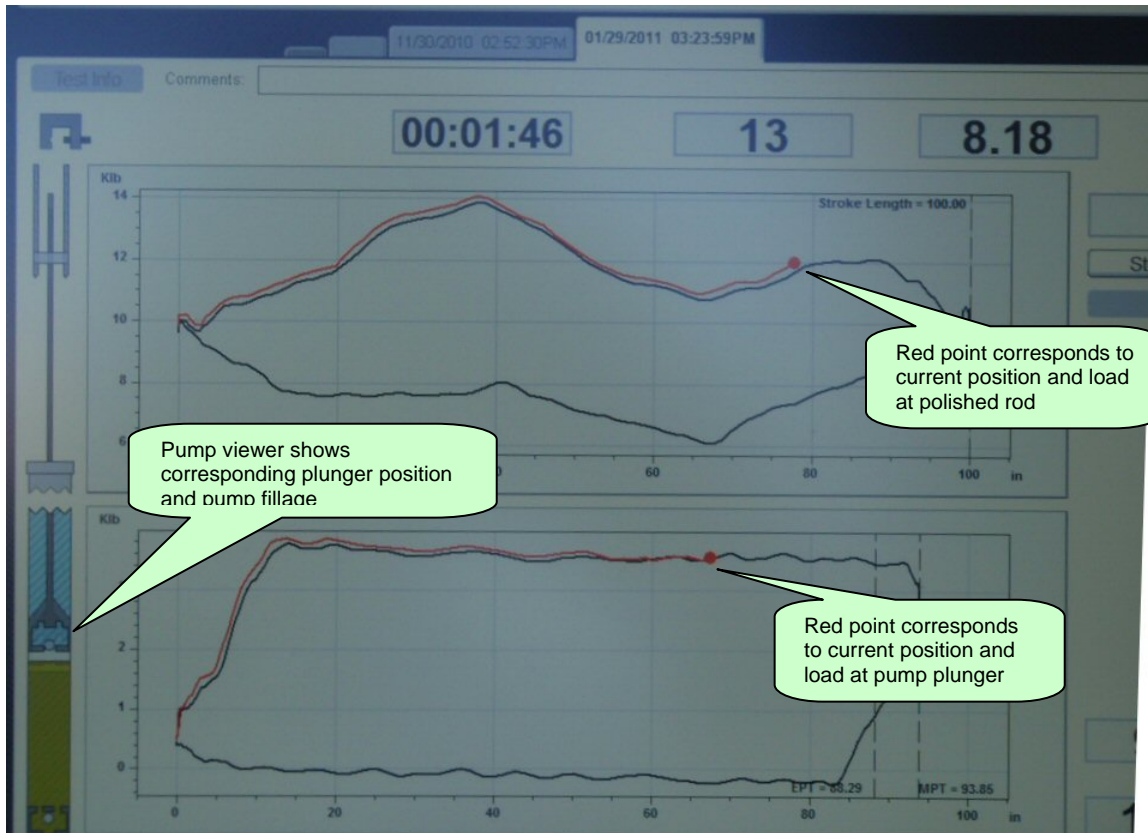 11/30/2010 02:52:30PM
01/29/2011 03:23:59PM
Test Info
Comments:
00:01:46
13
8.18
Klb
Stroke Length = 100.00
14
12
10
8
6
St
Red point corresponds to
current position and load
at polished rod
Pump viewer shows
corresponding plunger position
and pump fillage
0
20
40
60
80
100
in
Klb
2
1
0
Red point corresponds
to current position and
load at pump plunger
EPT = 88.29
MPT = 93.85
0
20
40
60
80
100
in